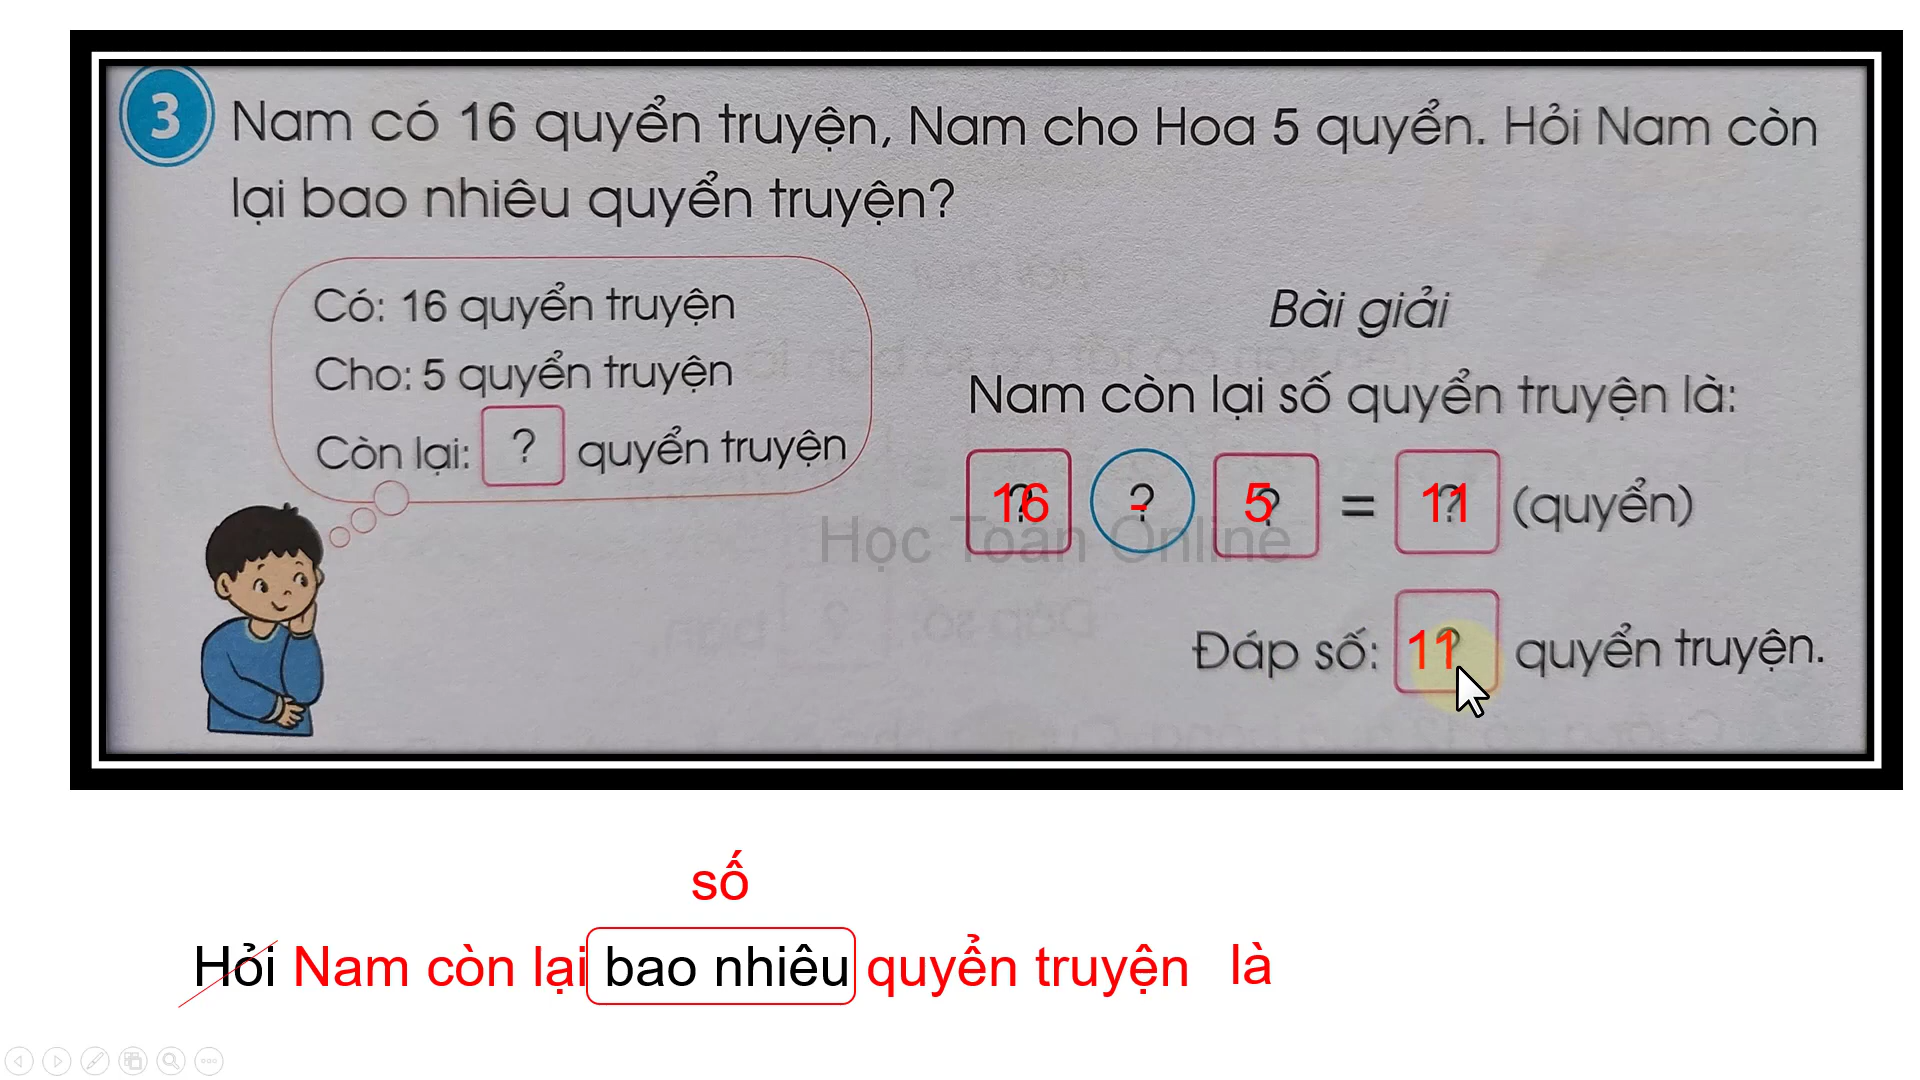 3
Nam có 16 quyển truyện, Nam cho Hoa 5 quyển. Hỏi Nam còn
lại bao nhiêu quyển truyện?
Có: 16 quyển truyện
Cho: 5 quyển truyện
Còn lại: ? quyển truyện
Bài giải
Nam còn lại số quyển truyện là:
16 - 5 = 11 (quyển)
Học Toán Online
Đáp số: 11 quyển truyện.
số
Hỏi Nam còn lại bao nhiêu quyển truyện là